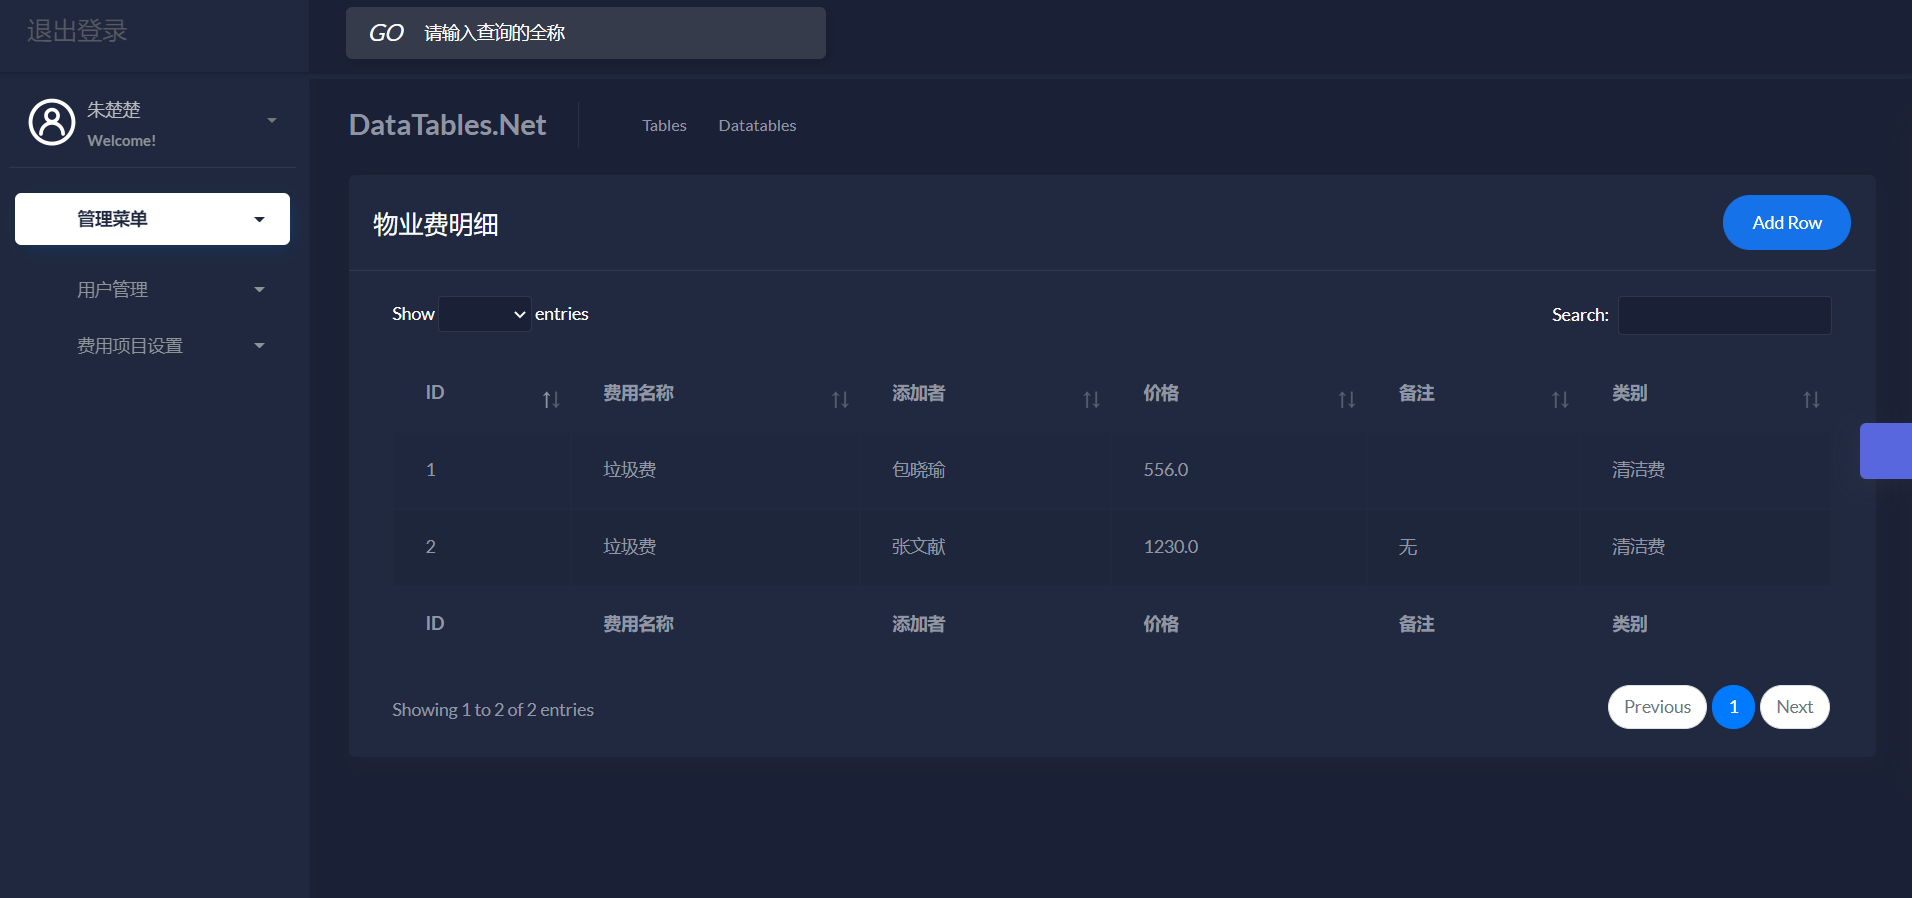 退出登录
GO 请输入查询的全称
朱楚楚
Welcome!
管理菜单
用户管理
费用项目设置
DataTables.Net Tables Datatables
物业费明细 Add Row
Show entries Search:
ID 费用名称 添加者 价格 备注 类别
1 垃圾费 包晓瑜 556.0 清洁费
2 垃圾费 张文献 1230.0 无 清洁费
ID 费用名称 添加者 价格 备注 类别
Showing 1 to 2 of 2 entries Previous 1 Next